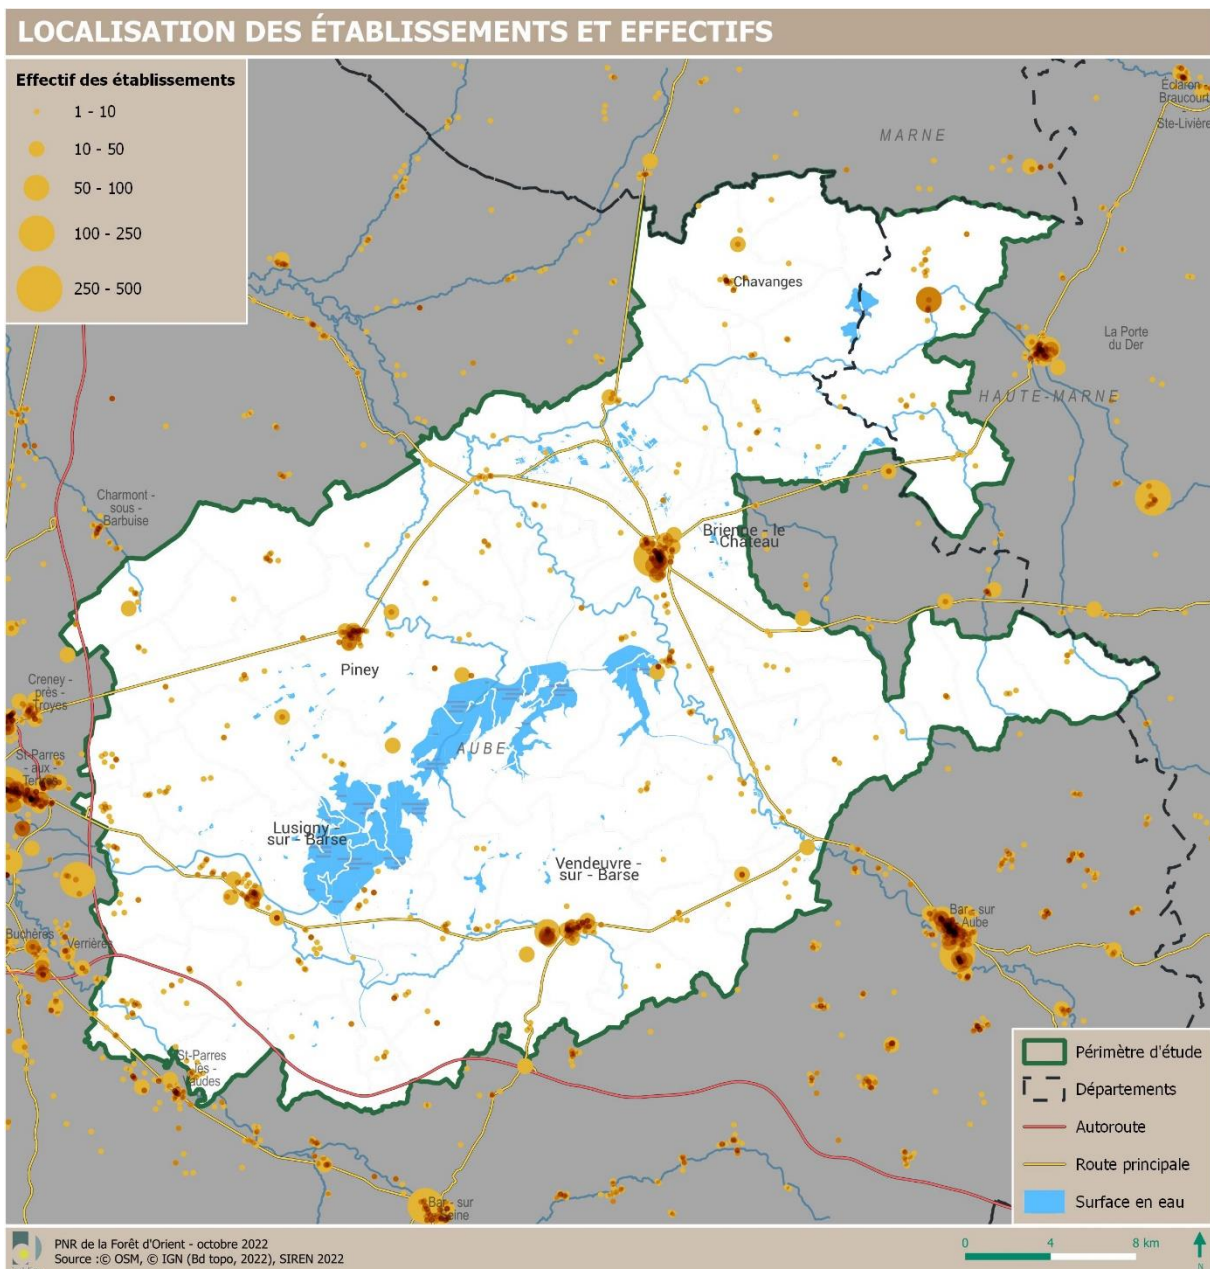 LOCALISATION DES ÉTABLISSEMENTS ET EFFECTIFS
Effectif des établissements
1 - 10
10 - 50
50 - 100
100 - 250
250 - 500
MARNE
Éclaron -
Braucourt
-
Ste-Livière
Chavanges
La Porte
du Der
HAUTE-MARNE
Charmont -
sous -
Barbuise
Brienne - le
- Château
Piney
Creney -
près -
Troyes
St-Parres
- aux -
Tertres
AUBE
Lusigny -
sur - Barse
Vendeuvre -
sur - Barse
Bar - sur
- Aube
Buchères
Verrières
St-Parres
- lès -
Vaudes
Bar - sur
- Seine
Périmètre d'étude
Départements
Autoroute
Route principale
Surface en eau
PNR de la Forêt d'Orient - octobre 2022
Source :© OSM, © IGN (Bd topo, 2022), SIREN 2022
0 4 8 km
N